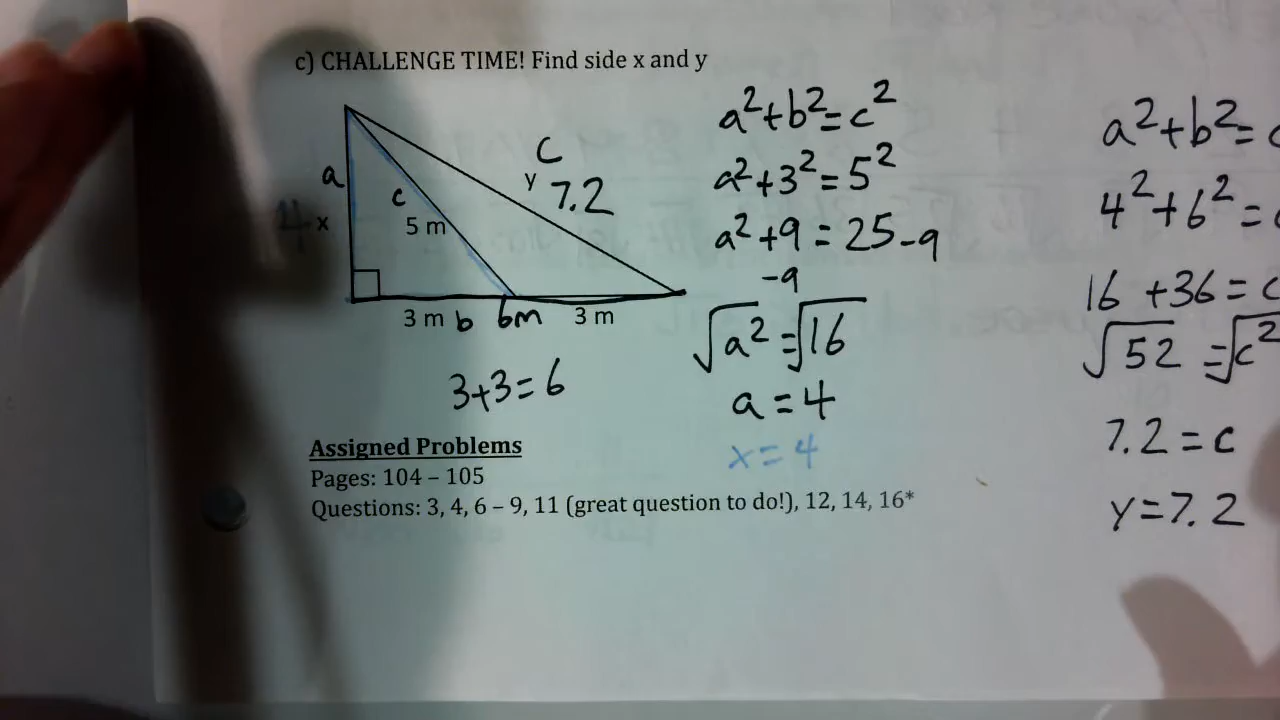 c) CHALLENGE TIME! Find side x and y
a
4 x
c
5 m
C
y 7.2
3 m b 6m 3 m
3+3=6
a²+b²=c²
a²+3²=5²
a²+9=25-9
-9
√a²=√16
a=4
x=4
a²+b²=
4²+6²=
16+36=c
√52=√c²
7.2=c
y=7.2
Assigned Problems
Pages: 104 – 105
Questions: 3, 4, 6 – 9, 11 (great question to do!), 12, 14, 16*